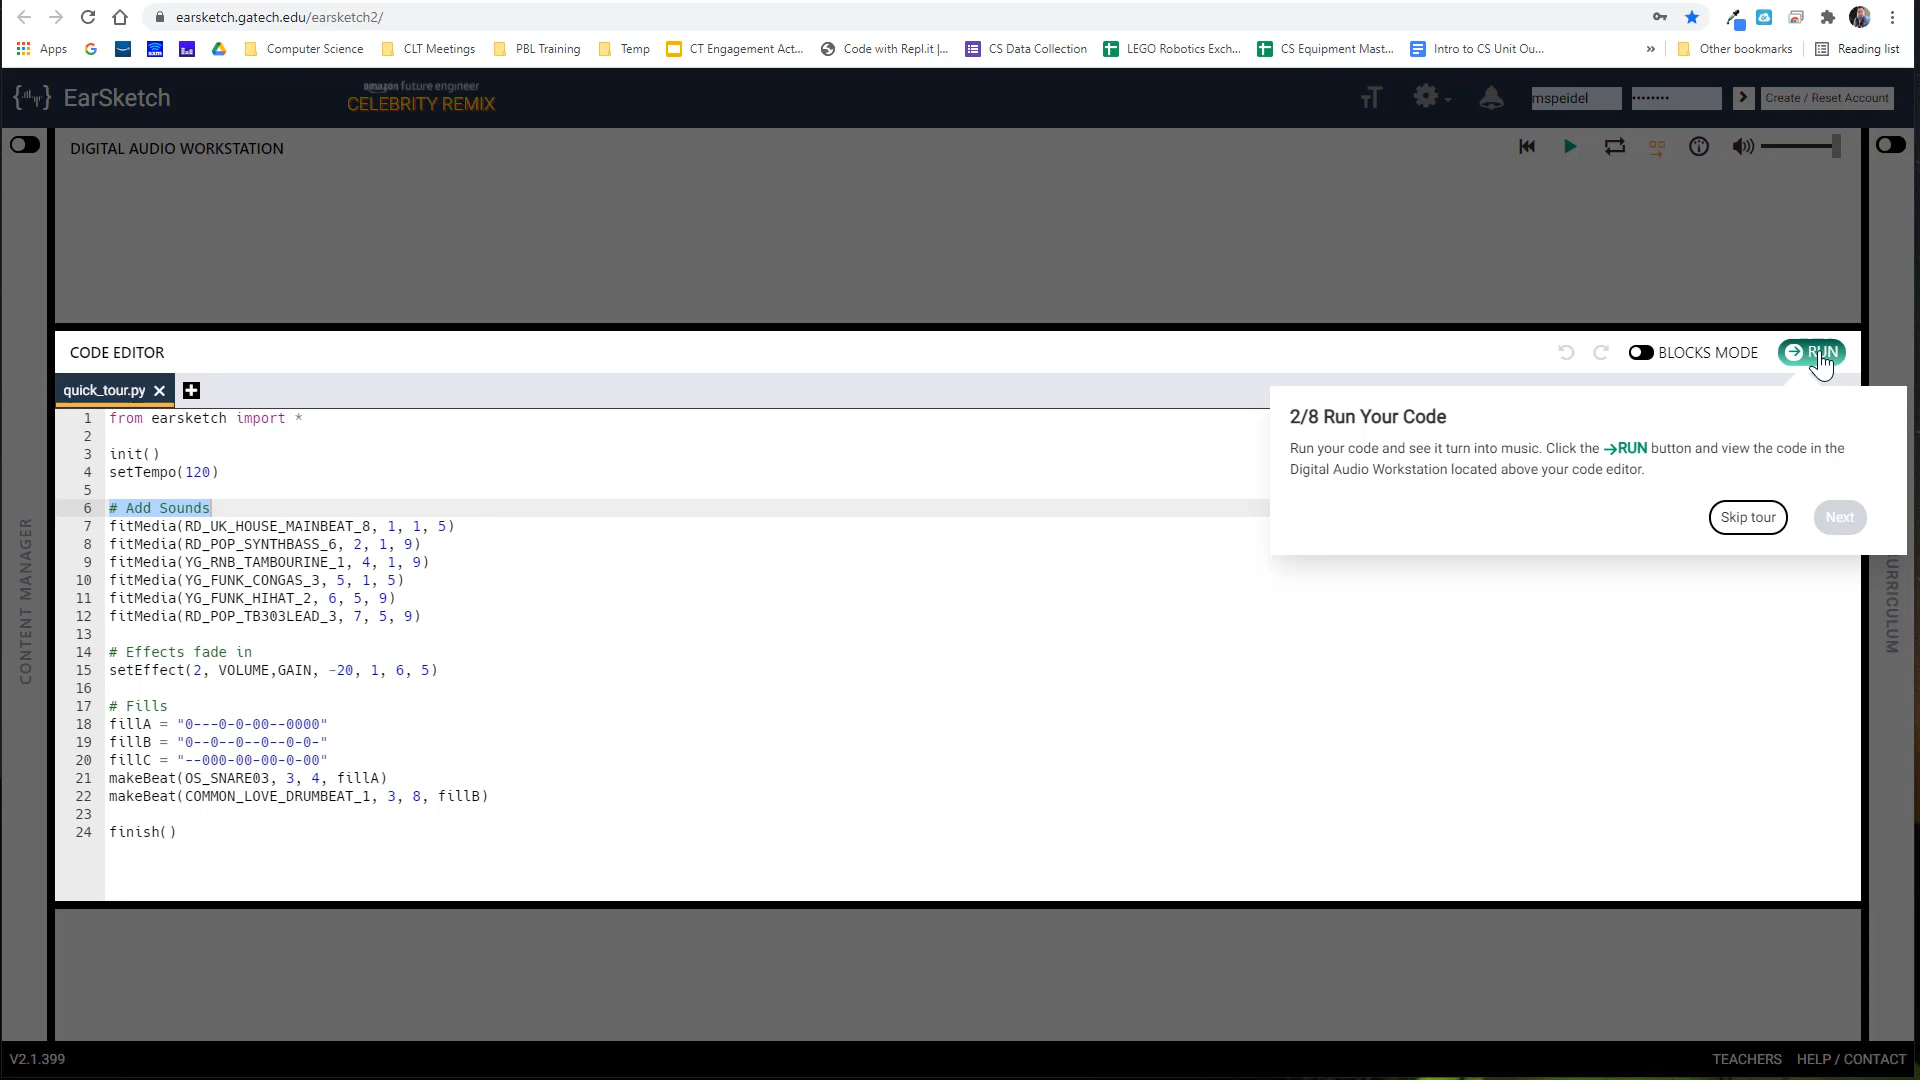 earsketch.gatech.edu/earsketch2/
Apps
Computer Science
CLT Meetings
PBL Training
Temp
CT Engagement Act...
Code with Repl.it |...
CS Data Collection
LEGO Robotics Exch...
CS Equipment Mast...
Intro to CS Unit Ou...
»
Other bookmarks
Reading list
EarSketch
amazon future engineer
CELEBRITY REMIX
mspeidel
••••••••
Create / Reset Account
DIGITAL AUDIO WORKSTATION
CODE EDITOR
BLOCKS MODE
RUN
quick_tour.py
1 from earsketch import *
2
3 init()
4 setTempo(120)
5
6 # Add Sounds
7 fitMedia(RD_UK_HOUSE_MAINBEAT_8, 1, 1, 5)
8 fitMedia(RD_POP_SYNTHBASS_6, 2, 1, 9)
9 fitMedia(YG_RNB_TAMBOURINE_1, 4, 1, 9)
10 fitMedia(YG_FUNK_CONGAS_3, 5, 1, 5)
11 fitMedia(YG_FUNK_HIHAT_2, 6, 5, 9)
12 fitMedia(RD_POP_TB303LEAD_3, 7, 5, 9)
13
14 # Effects fade in
15 setEffect(2, VOLUME,GAIN, -20, 1, 6, 5)
16
17 # Fills
18 fillA = "0---0-0-00--0000"
19 fillB = "0--0--0--0--0-0-"
20 fillC = "--000-00-00-0-00"
21 makeBeat(OS_SNARE03, 3, 4, fillA)
22 makeBeat(COMMON_LOVE_DRUMBEAT_1, 3, 8, fillB)
23
24 finish()
2/8 Run Your Code
Run your code and see it turn into music. Click the →RUN button and view the code in the
Digital Audio Workstation located above your code editor.
Skip tour
Next
CONTENT MANAGER
URRICULUM
V2.1.399
TEACHERS
HELP / CONTACT